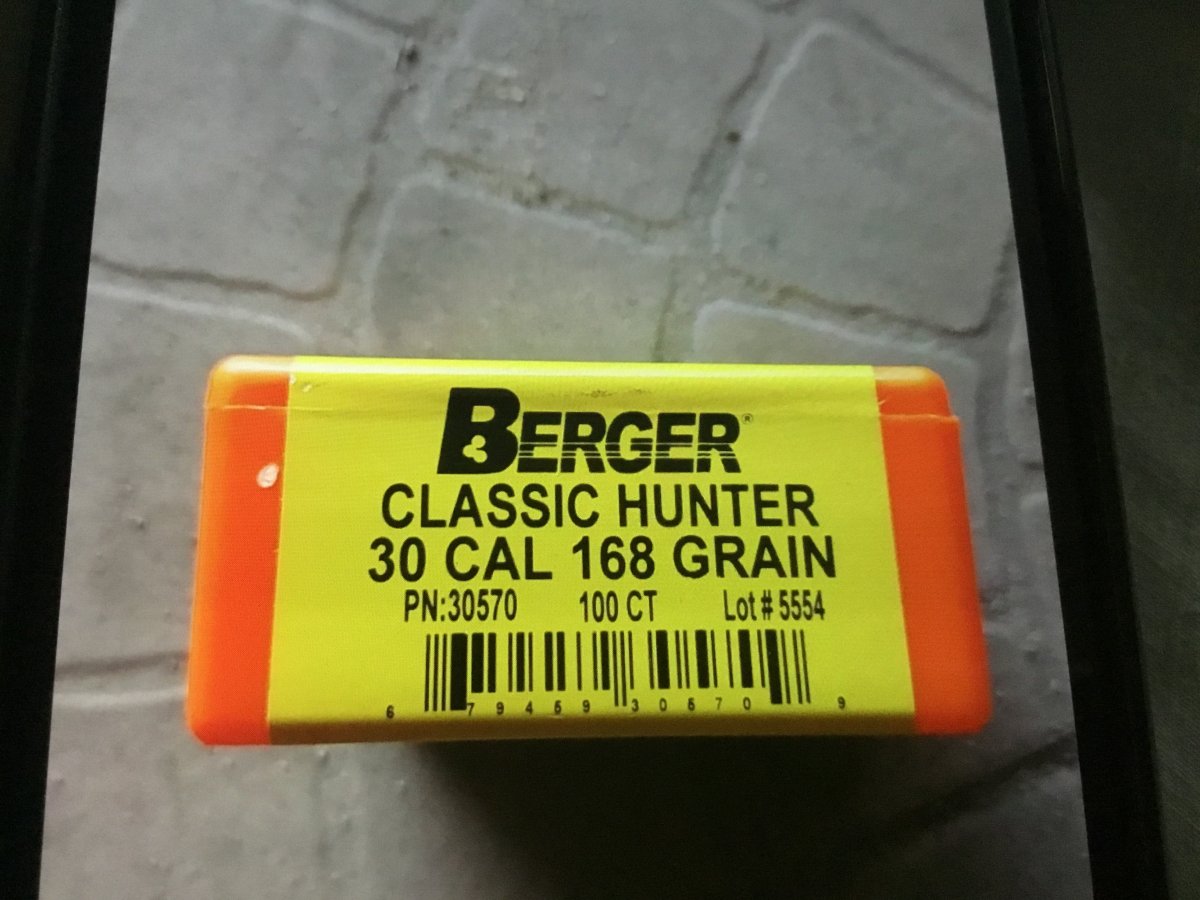 BERGER®
CLASSIC HUNTER
30 CAL 168 GRAIN
PN:30570 100 CT Lot # 5554
6 79459 30570 9